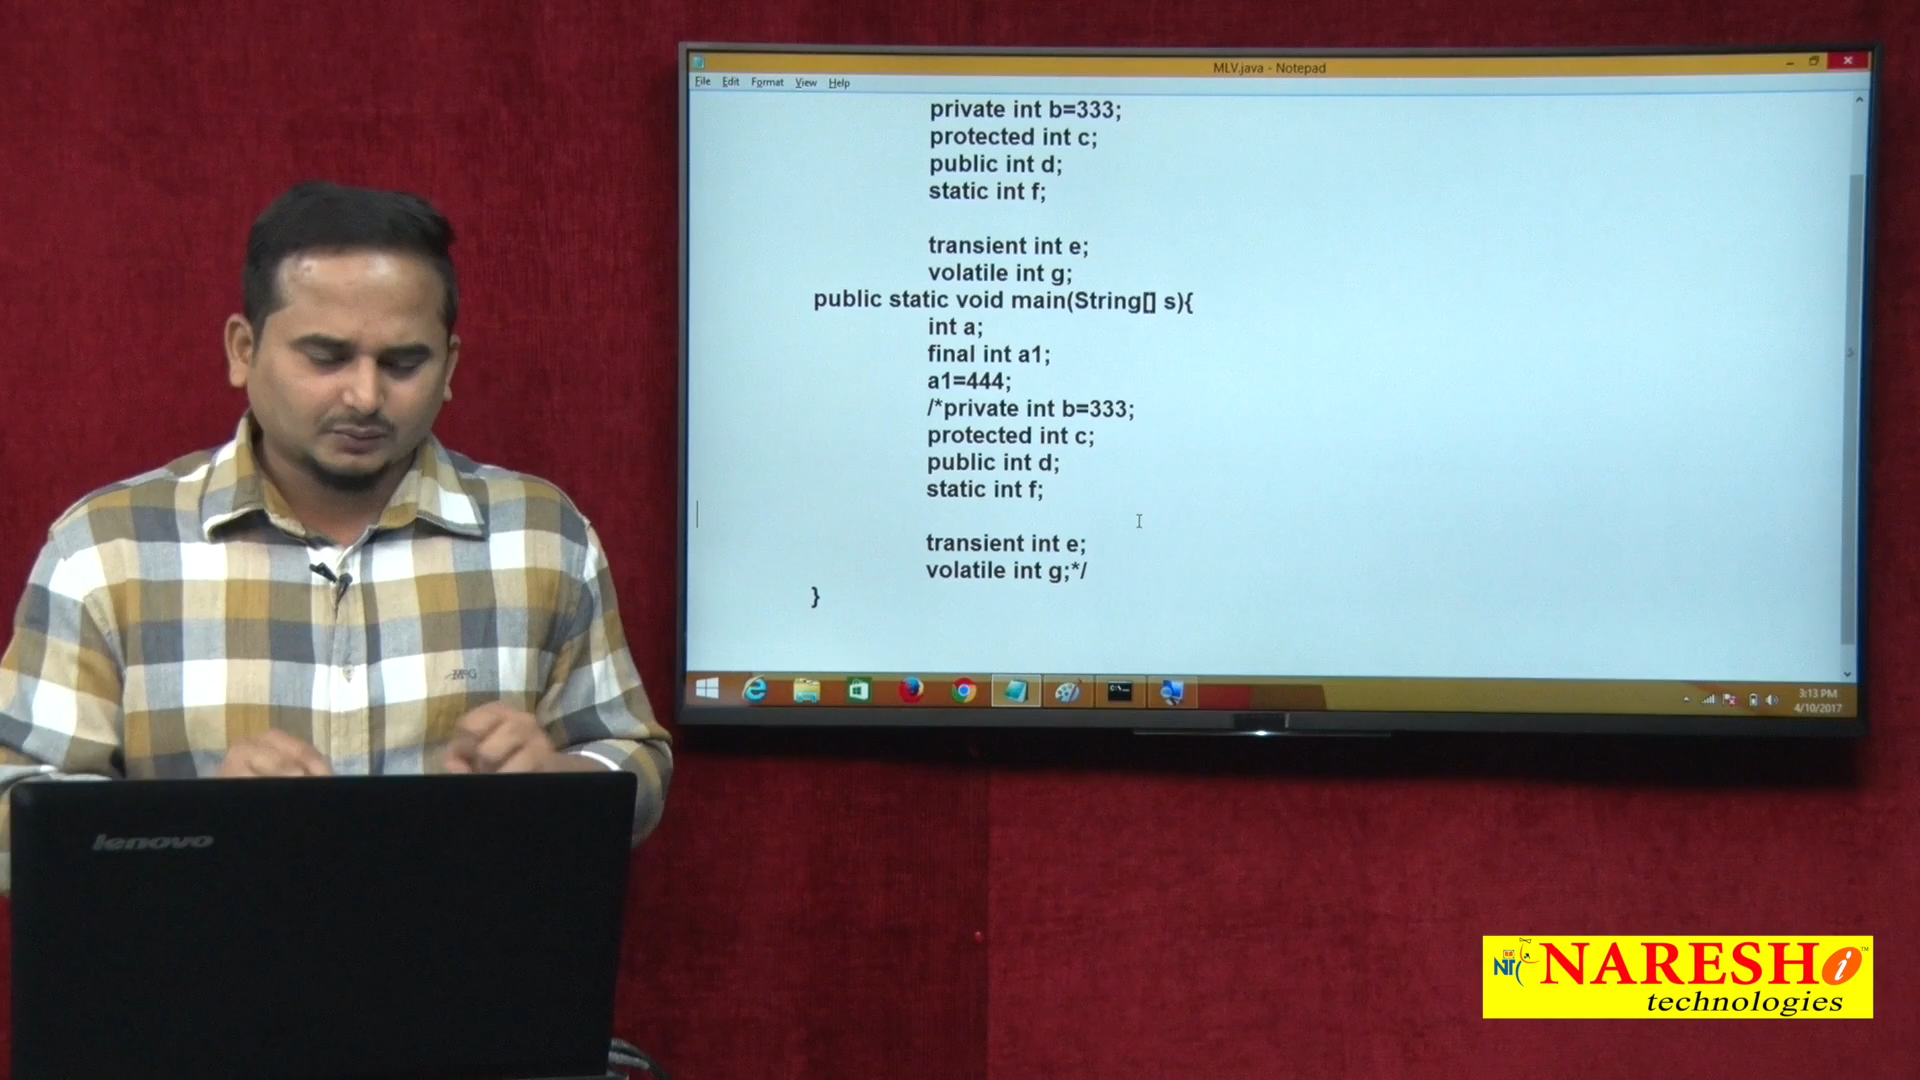 MLV.java - Notepad
File Edit Format View Help
private int b=333;
protected int c;
public int d;
static int f;
transient int e;
volatile int g;
public static void main(String[] s){
int a;
final int a1;
a1=444;
/*private int b=333;
protected int c;
public int d;
static int f;
transient int e;
volatile int g;*/
}
3:13 PM
4/10/2017
lenovo
NARESH i
technologies